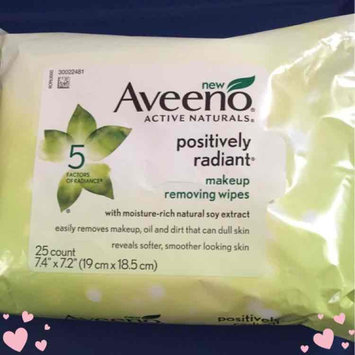 30022481
new
Aveeno®
ACTIVE NATURALS®
positively
radiant®
makeup
removing wipes
5
FACTORS
OF RADIANCE®
with moisture-rich natural soy extract
easily removes makeup, oil and dirt that can dull skin
reveals softer, smoother looking skin
25 count
7.4" x 7.2" (19 cm x 18.5 cm)
positively